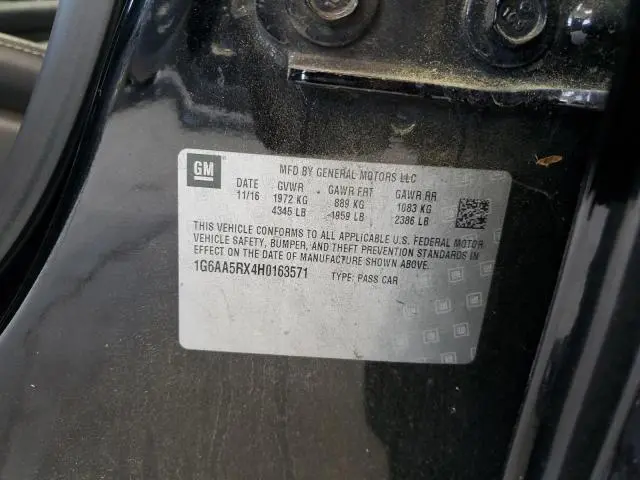 GM
MFD BY GENERAL MOTORS LLC
DATE GVWR GAWR FRT GAWR RR
11/16 1972 KG 889 KG 1083 KG
4345 LB 1959 LB 2386 LB
THIS VEHICLE CONFORMS TO ALL APPLICABLE U.S. FEDERAL MOTOR
VEHICLE SAFETY, BUMPER, AND THEFT PREVENTION STANDARDS IN
EFFECT ON THE DATE OF MANUFACTURE SHOWN ABOVE.
1G6AA5RX4H0163571 TYPE: PASS CAR